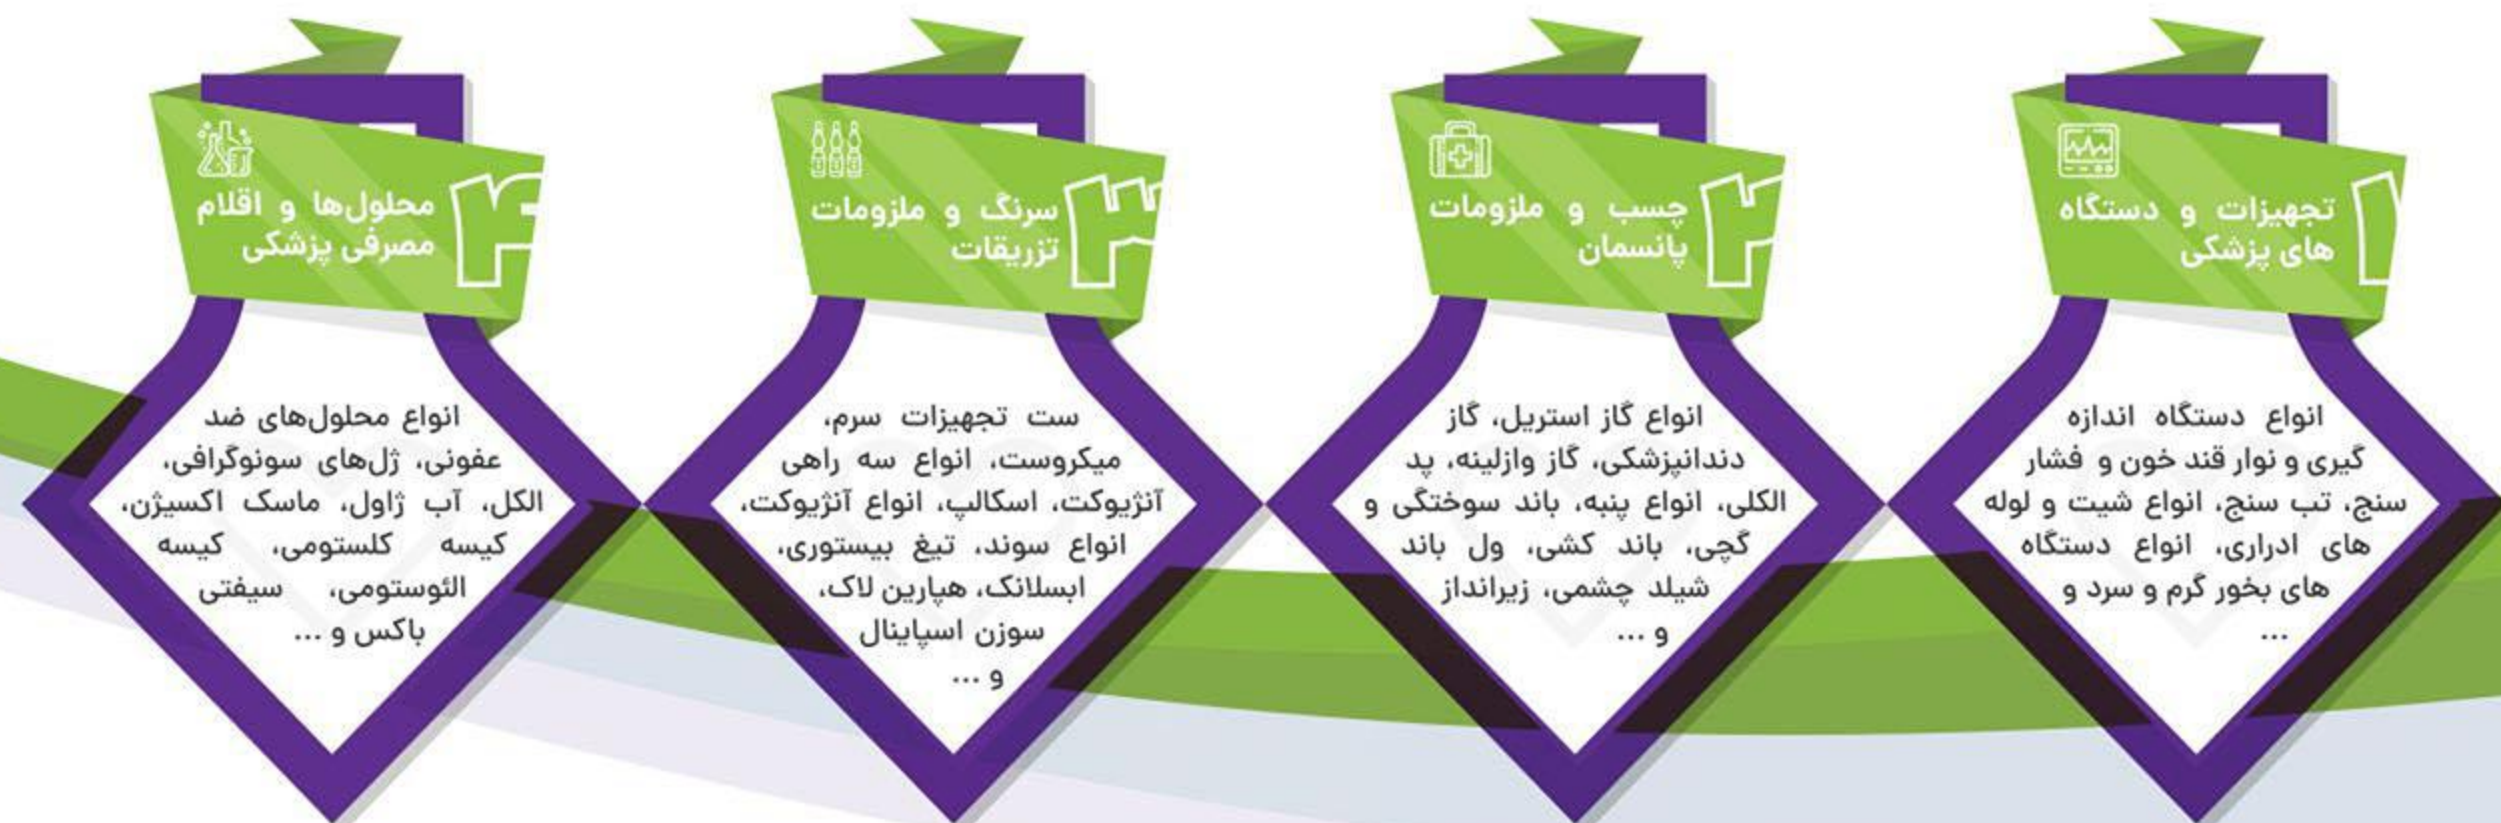 ۱
تجهیزات و دستگاه
های پزشکی
انواع دستگاه اندازه
گیری و نوار قند خون و فشار
سنج، تب سنج، انواع شیت و لوله
های ادراری، انواع دستگاه
های بخور گرم و سرد و
...
۲
چسب و ملزومات
پانسمان
انواع گاز استریل، گاز
دندانپزشکی، گاز وازلینه، پد
الکلی، انواع پنبه، باند سوختگی و
گچی، باند کشی، ول باند
شیلد چشمی، زیرانداز
و ...
۳
سرنگ و ملزومات
تزریقات
ست تجهیزات سرم،
میکروست، انواع سه راهی
آنژیوکت، اسکالپ، انواع آنژیوکت،
انواع سوند، تیغ بیستوری،
ابسلانک، هپارین لاک،
سوزن اسپاینال
و ...
۴
محلول‌ها و اقلام
مصرفی پزشکی
انواع محلول‌های ضد
عفونی، ژل‌های سونوگرافی،
الکل، آب ژاول، ماسک اکسیژن،
کیسه کلستومی، کیسه
الئوستومی، سیفتی
باکس و ...